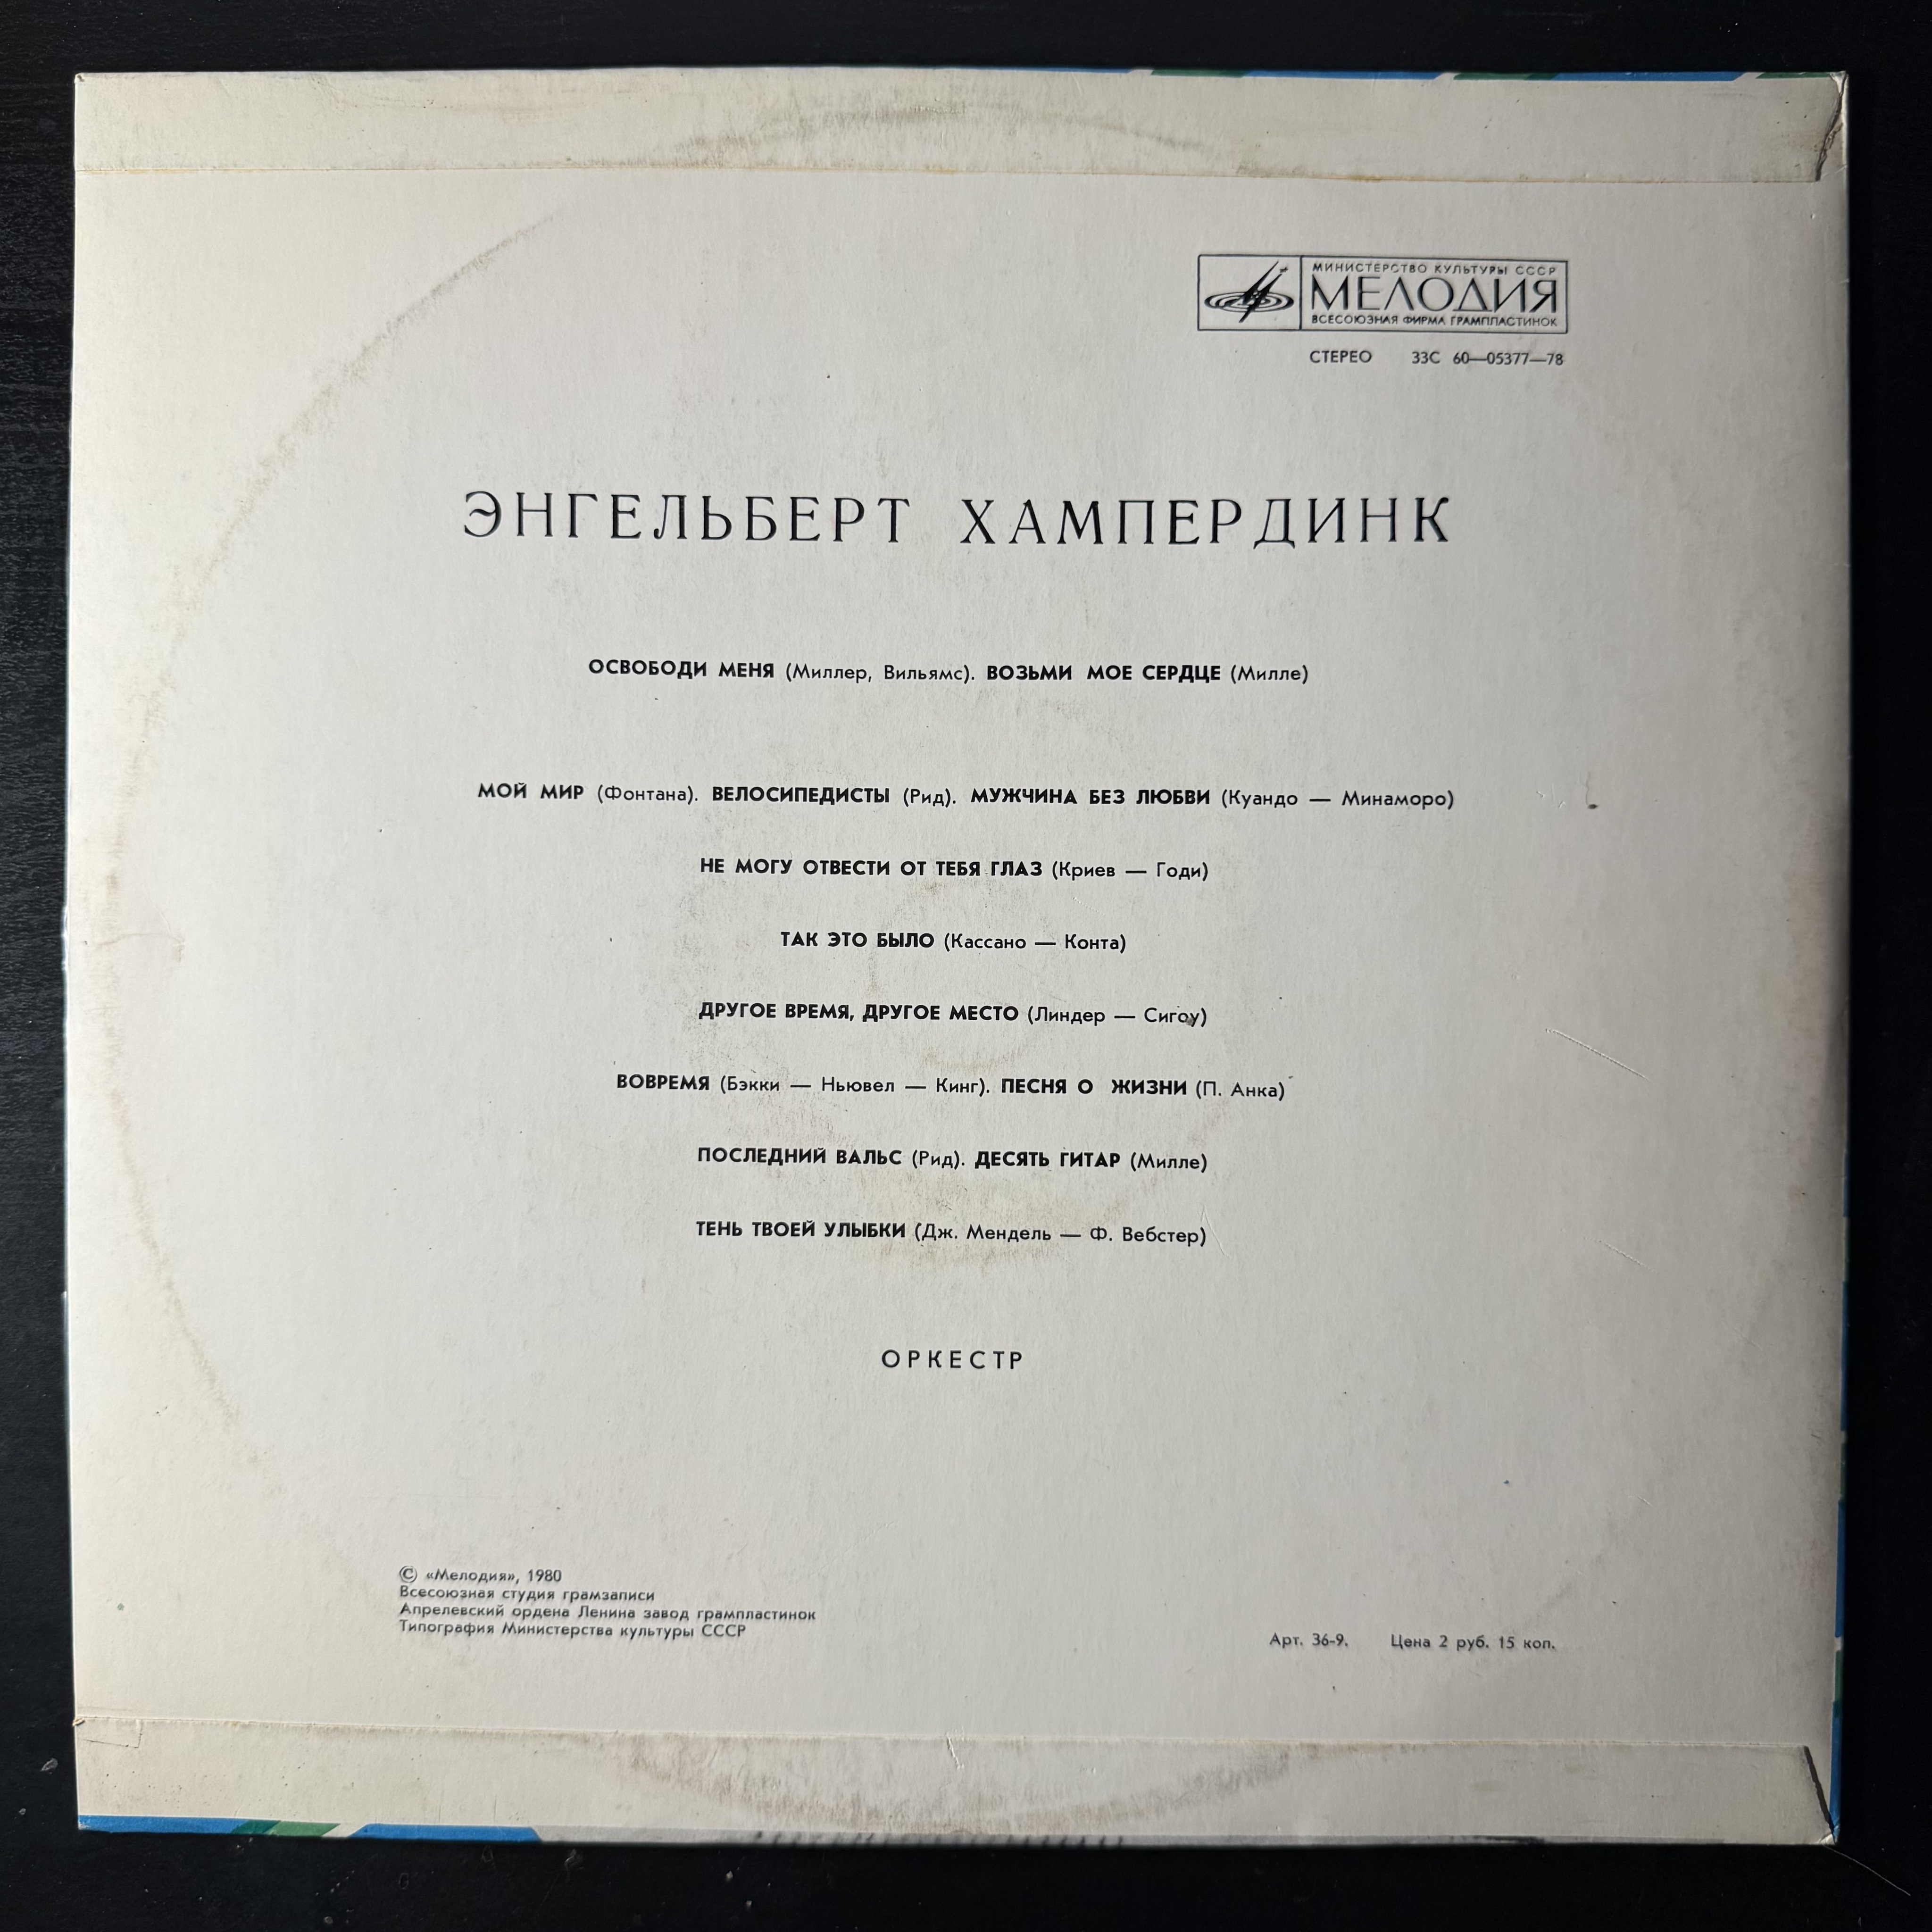 МИНИСТЕРСТВО КУЛЬТУРЫ СССР
МЕЛОДИЯ
ВСЕСОЮЗНАЯ ФИРМА ГРАМПЛАСТИНОК
СТЕРЕО 33С 60—05377—78
ЭНГЕЛЬБЕРТ ХАМПЕРДИНК
ОСВОБОДИ МЕНЯ (Миллер, Вильямс). ВОЗЬМИ МОЕ СЕРДЦЕ (Милле)
МОЙ МИР (Фонтана). ВЕЛОСИПЕДИСТЫ (Рид). МУЖЧИНА БЕЗ ЛЮБВИ (Куандо — Минаморо)
НЕ МОГУ ОТВЕСТИ ОТ ТЕБЯ ГЛАЗ (Криев — Годи)
ТАК ЭТО БЫЛО (Кассано — Конта)
ДРУГОЕ ВРЕМЯ, ДРУГОЕ МЕСТО (Линдер — Сигоу)
ВОВРЕМЯ (Бэкки — Ньювел — Кинг). ПЕСНЯ О ЖИЗНИ (П. Анка)
ПОСЛЕДНИЙ ВАЛЬС (Рид). ДЕСЯТЬ ГИТАР (Милле)
ТЕНЬ ТВОЕЙ УЛЫБКИ (Дж. Мендель — Ф. Вебстер)
ОРКЕСТР
© «Мелодия», 1980
Всесоюзная студия грамзаписи
Апрелевский ордена Ленина завод грампластинок
Типография Министерства культуры СССР
Арт. 36-9. Цена 2 руб. 15 коп.